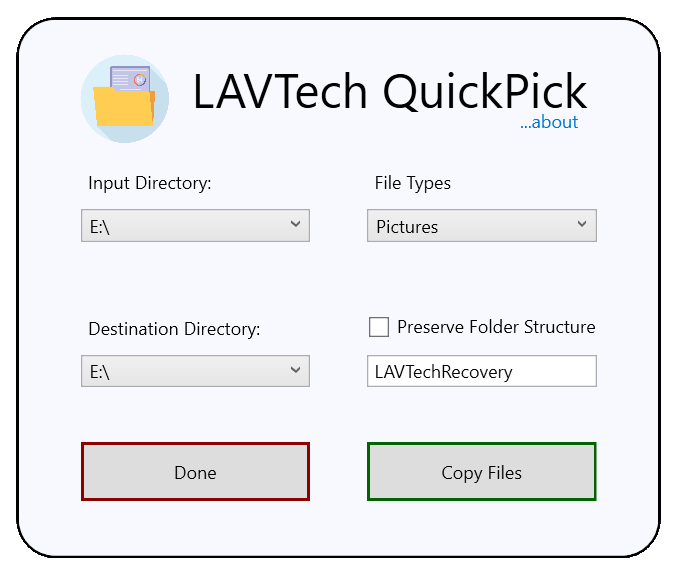 LAVTech QuickPick
...about
Input Directory:
File Types
E:\
Pictures
Destination Directory:
Preserve Folder Structure
E:\
LAVTechRecovery
Done
Copy Files